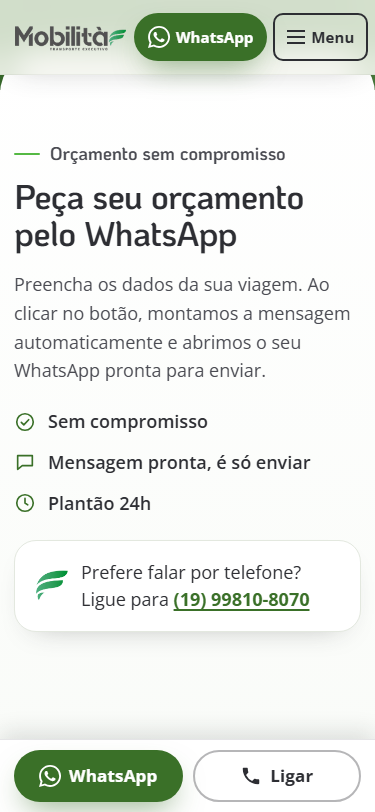 Mobilità
TRANSPORTE EXECUTIVO
WhatsApp
Menu
Orçamento sem compromisso
Peça seu orçamento
pelo WhatsApp
Preencha os dados da sua viagem. Ao
clicar no botão, montamos a mensagem
automaticamente e abrimos o seu
WhatsApp pronta para enviar.
Sem compromisso
Mensagem pronta, é só enviar
Plantão 24h
Prefere falar por telefone?
Ligue para (19) 99810-8070
WhatsApp
Ligar